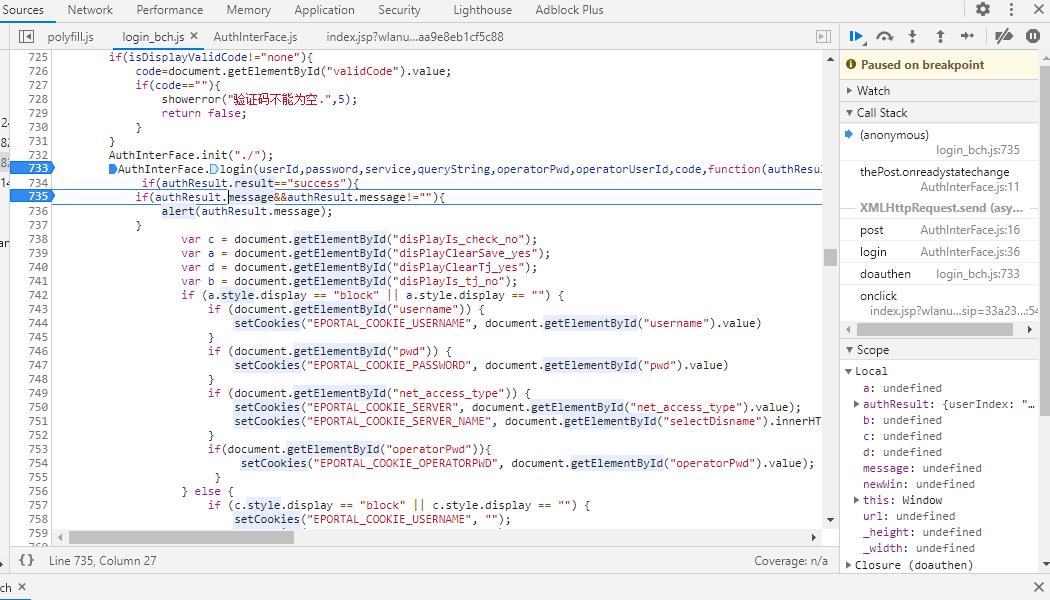 Sources Network Performance Memory Application Security Lighthouse Adblock Plus
polyfill.js login_bch.js × AuthInterFace.js index.jsp?wlanu...aa9e8eb1cf5c88
725 if(isDisplayValidCode!="none"){
726 code=document.getElementById("validCode").value;
727 if(code==""){
728 showerror("验证码不能为空.",5);
729 return false;
730 }
731 }
732 AuthInterFace.init("./");
733 AuthInterFace.login(userId,password,service,queryString,operatorPwd,operatorUserId,code,function(authResu
734 if(authResult.result=="success"){
735 if(authResult.message&&authResult.message!=""){
736 alert(authResult.message);
737 }
738 var c = document.getElementById("disPlayIs_check_no");
739 var a = document.getElementById("disPlayClearSave_yes");
740 var d = document.getElementById("disPlayClearTj_yes");
741 var b = document.getElementById("disPlayIs_tj_no");
742 if (a.style.display == "block" || a.style.display == "") {
743 if (document.getElementById("username")) {
744 setCookies("EPORTAL_COOKIE_USERNAME", document.getElementById("username").value)
745 }
746 if (document.getElementById("pwd")) {
747 setCookies("EPORTAL_COOKIE_PASSWORD", document.getElementById("pwd").value)
748 }
749 if (document.getElementById("net_access_type")) {
750 setCookies("EPORTAL_COOKIE_SERVER", document.getElementById("net_access_type").value);
751 setCookies("EPORTAL_COOKIE_SERVER_NAME", document.getElementById("selectDisname").innerHT
752 }
753 if(document.getElementById("operatorPwd")){
754 setCookies("EPORTAL_COOKIE_OPERATORPWD", document.getElementById("operatorPwd").value);
755 }
756 } else {
757 if (c.style.display == "block" || c.style.display == "") {
758 setCookies("EPORTAL_COOKIE_USERNAME", "");
759
{} Line 735, Column 27 Coverage: n/a
ch ×
Paused on breakpoint
Watch
Call Stack
(anonymous)
login_bch.js:735
thePost.onreadystatechange
AuthInterFace.js:11
XMLHttpRequest.send (asy...
post AuthInterFace.js:16
login AuthInterFace.js:36
doauthen login_bch.js:733
onclick
index.jsp?wlanu...sip=33a23...:54
Scope
Local
a: undefined
authResult: {userIndex: "…
b: undefined
c: undefined
d: undefined
message: undefined
newWin: undefined
this: Window
url: undefined
_height: undefined
_width: undefined
Closure (doauthen)